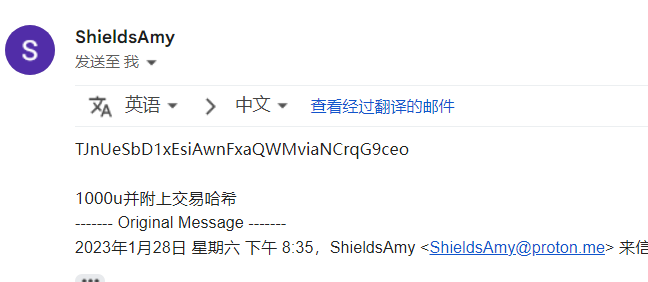 S
ShieldsAmy
发送至 我
英语 中文 查看经过翻译的邮件
TJnUeSbD1xEsiAwnFxaQWMviaNCrqG9ceo
1000u并附上交易哈希
------- Original Message -------
2023年1月28日 星期六 下午 8:35，ShieldsAmy <ShieldsAmy@proton.me> 来信